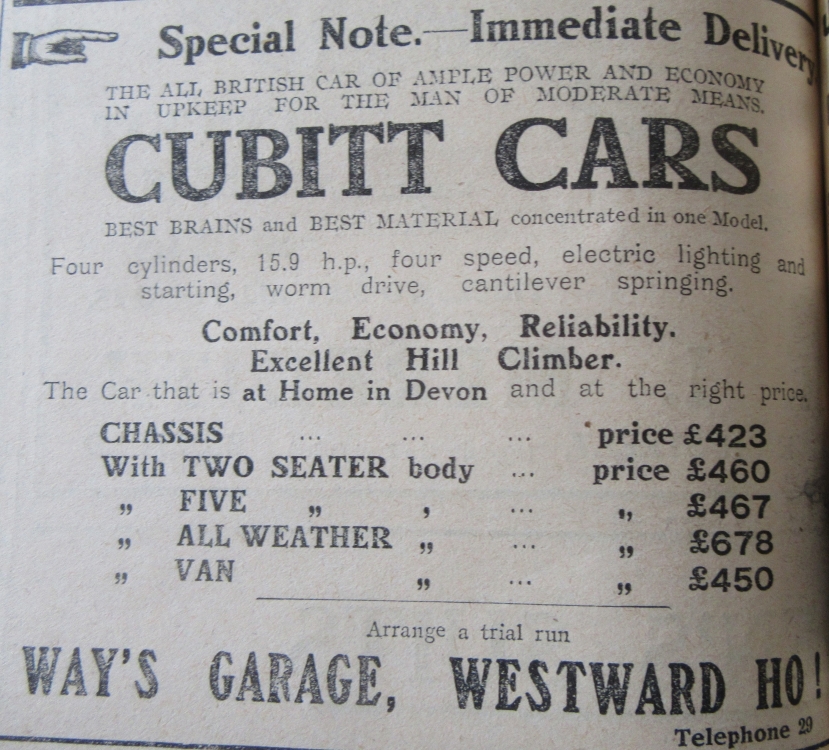 Special Note.—Immediate Delivery
THE ALL BRITISH CAR OF AMPLE POWER AND ECONOMY
IN UPKEEP FOR THE MAN OF MODERATE MEANS.
CUBITT CARS
BEST BRAINS and BEST MATERIAL concentrated in one Model.
Four cylinders, 15.9 h.p., four speed, electric lighting and
starting, worm drive, cantilever springing.
Comfort, Economy, Reliability.
Excellent Hill Climber.
The Car that is at Home in Devon and at the right price.
CHASSIS ... ... ... price £423
With TWO SEATER body ... price £460
„ FIVE „ , ... „ £467
„ ALL WEATHER „ ... „ £678
„ VAN „ ... „ £450
Arrange a trial run
WAY'S GARAGE, WESTWARD HO!
Telephone 29